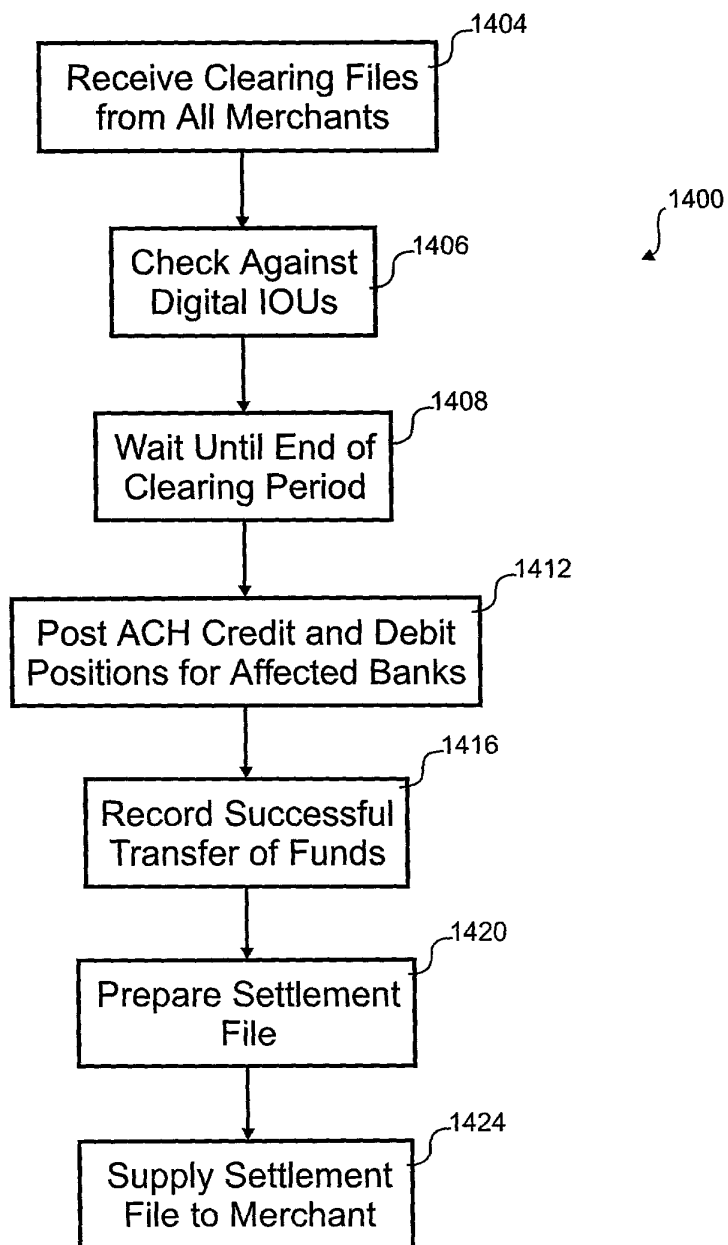 1404
Receive Clearing Files
from All Merchants
1400
1406
Check Against
Digital IOUs
1408
Wait Until End of
Clearing Period
1412
Post ACH Credit and Debit
Positions for Affected Banks
1416
Record Successful
Transfer of Funds
1420
Prepare Settlement
File
1424
Supply Settlement
File to Merchant